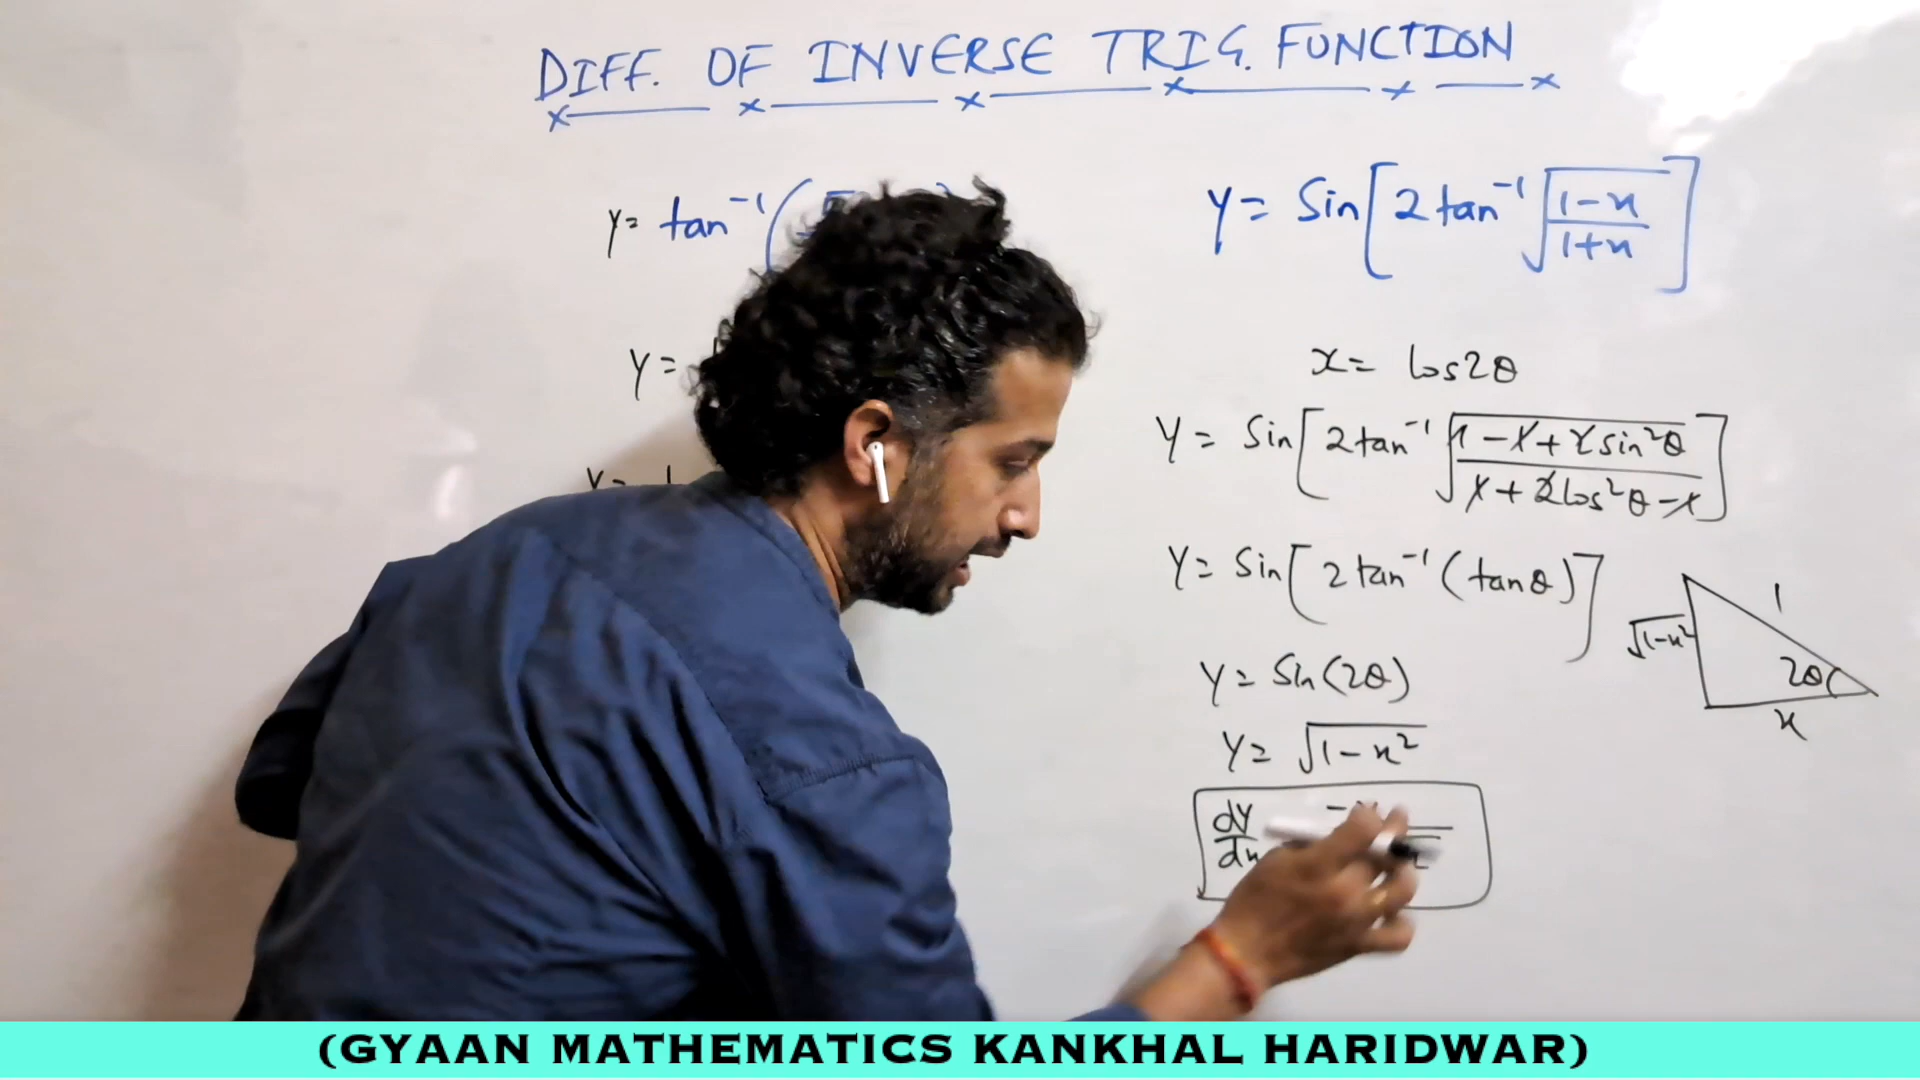 DIFF. OF INVERSE TRIG. FUNCTION
y= tan⁻¹(
y=
y=
y= Sin[2 tan⁻¹ √((1-x)/(1+x))]
x= Cos2θ
y= Sin[2tan⁻¹ √((1-1+2sin²θ)/(1+2Cos²θ-1))]
y= Sin[2tan⁻¹(tanθ)]
1
√1-x²
2θ
x
y= Sin(2θ)
y= √1-x²
dy/dx
(GYAAN MATHEMATICS KANKHAL HARIDWAR)